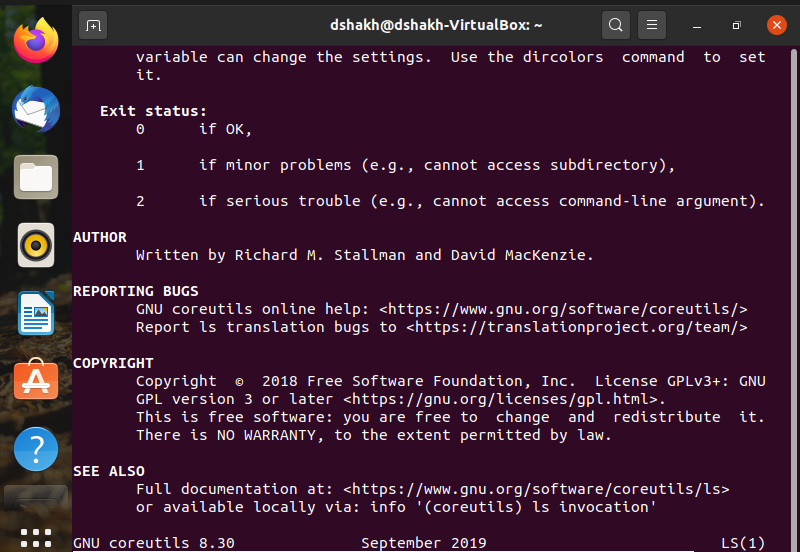 dshakh@dshakh-VirtualBox: ~
variable can change the settings.  Use the dircolors  command  to  set
it.
Exit status:
0      if OK,
1      if minor problems (e.g., cannot access subdirectory),
2      if serious trouble (e.g., cannot access command-line argument).
AUTHOR
Written by Richard M. Stallman and David MacKenzie.
REPORTING BUGS
GNU coreutils online help: <https://www.gnu.org/software/coreutils/>
Report ls translation bugs to <https://translationproject.org/team/>
COPYRIGHT
Copyright  ©  2018 Free Software Foundation, Inc.  License GPLv3+: GNU
GPL version 3 or later <https://gnu.org/licenses/gpl.html>.
This is free software: you are free to  change  and  redistribute  it.
There is NO WARRANTY, to the extent permitted by law.
SEE ALSO
Full documentation at: <https://www.gnu.org/software/coreutils/ls>
or available locally via: info '(coreutils) ls invocation'
GNU coreutils 8.30              September 2019                          LS(1)